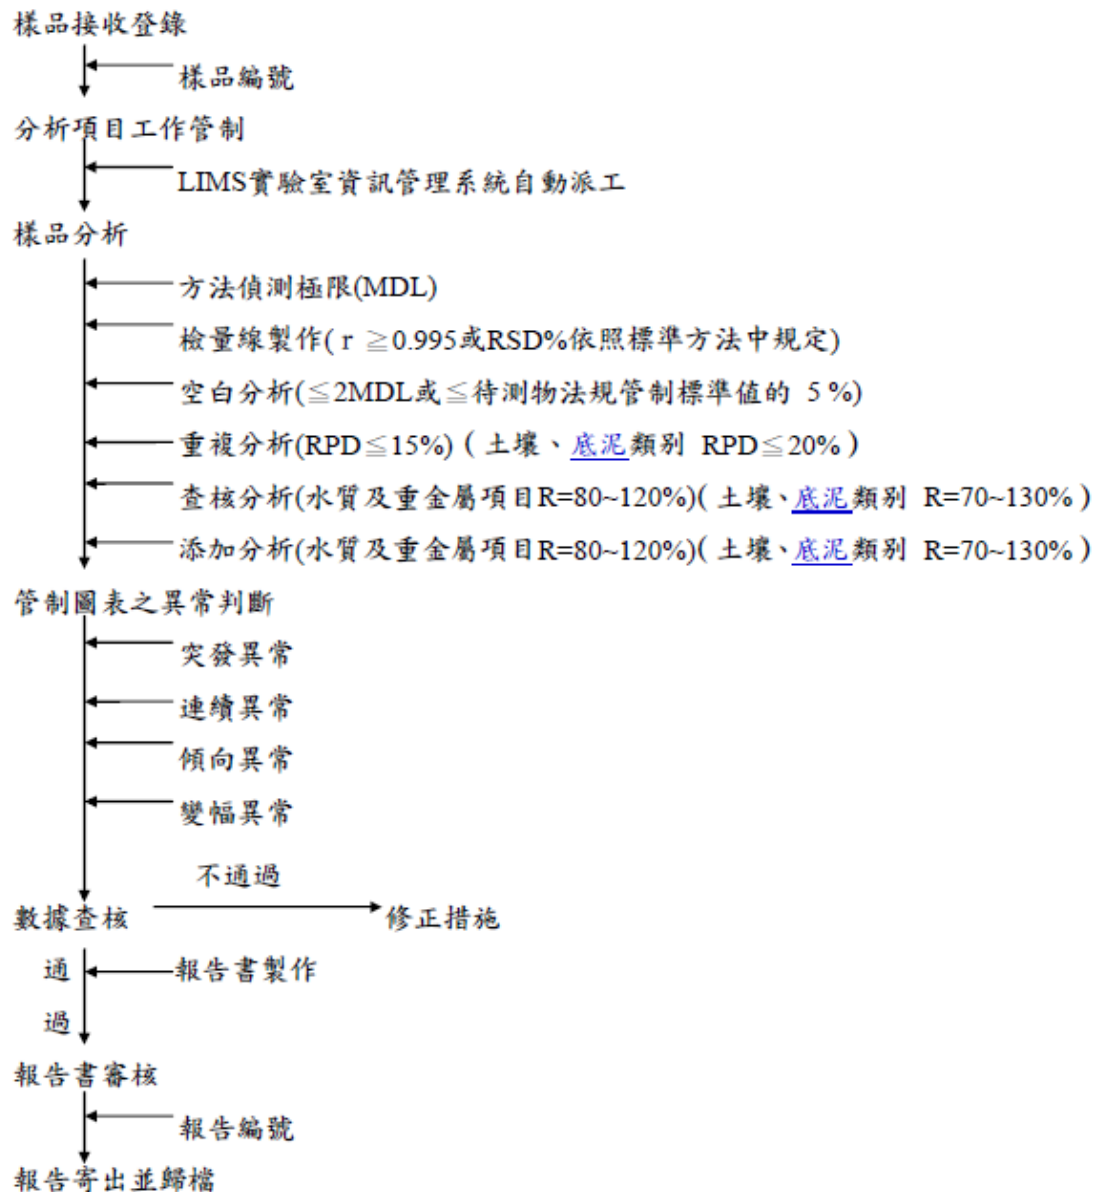 樣品接收登錄
樣品編號
分析項目工作管制
LIMS實驗室資訊管理系統自動派工
樣品分析
方法偵測極限(MDL)
檢量線製作( r ≧0.995或RSD%依照標準方法中規定)
空白分析(≦2MDL或≦待測物法規管制標準值的 5 %)
重複分析(RPD≦15%) ( 土壤、底泥類別 RPD≦20% )
查核分析(水質及重金屬項目R=80~120%)( 土壤、底泥類別 R=70~130% )
添加分析(水質及重金屬項目R=80~120%)( 土壤、底泥類別 R=70~130% )
管制圖表之異常判斷
突發異常
連續異常
傾向異常
變幅異常
不通過
數據查核
修正措施
通
報告書製作
過
報告書審核
報告編號
報告寄出並歸檔